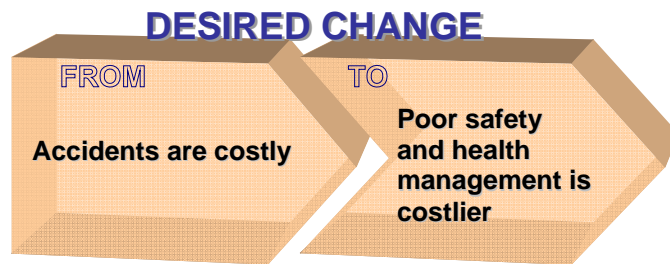 DESIRED CHANGE
FROM
Accidents are costly
TO
Poor safety
and health
management is
costlier